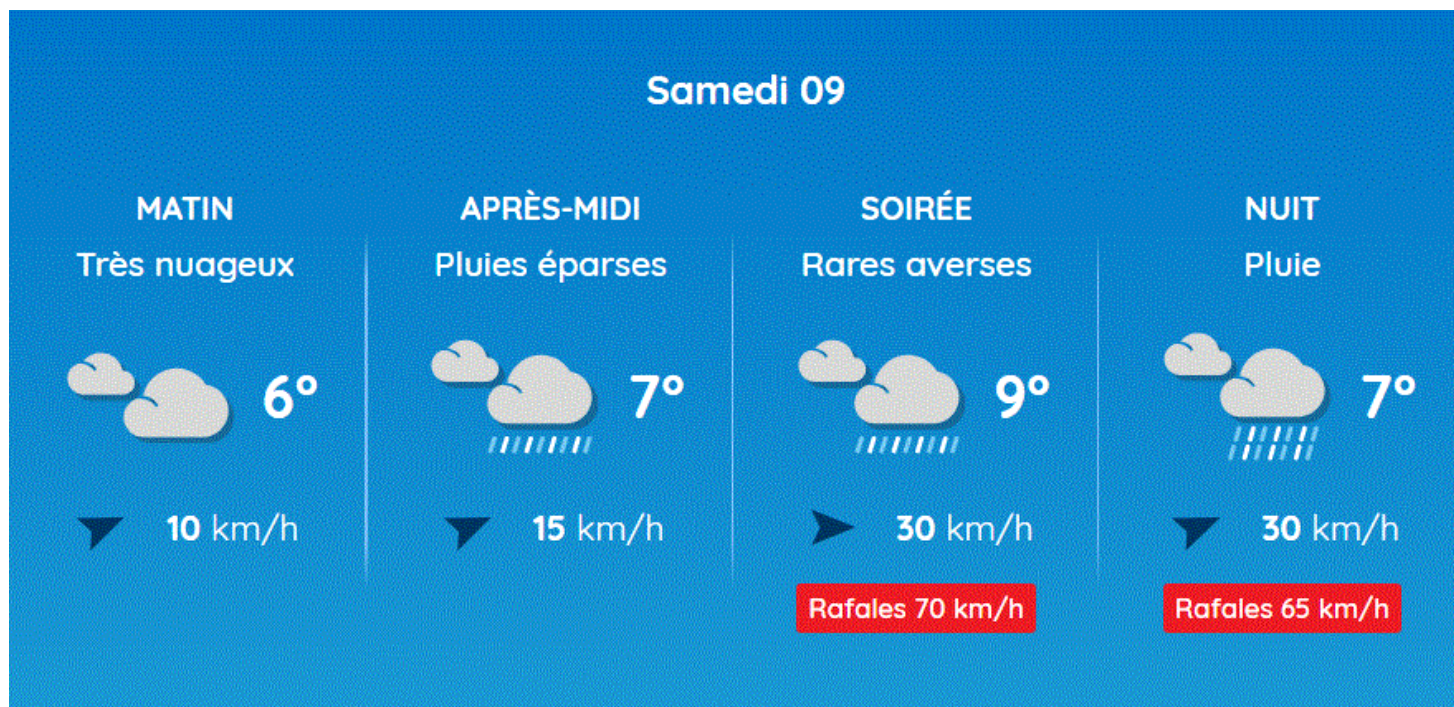 Samedi 09
MATIN
Très nuageux
6°
10 km/h
APRÈS-MIDI
Pluies éparses
7°
15 km/h
SOIRÉE
Rares averses
9°
30 km/h
Rafales 70 km/h
NUIT
Pluie
7°
30 km/h
Rafales 65 km/h